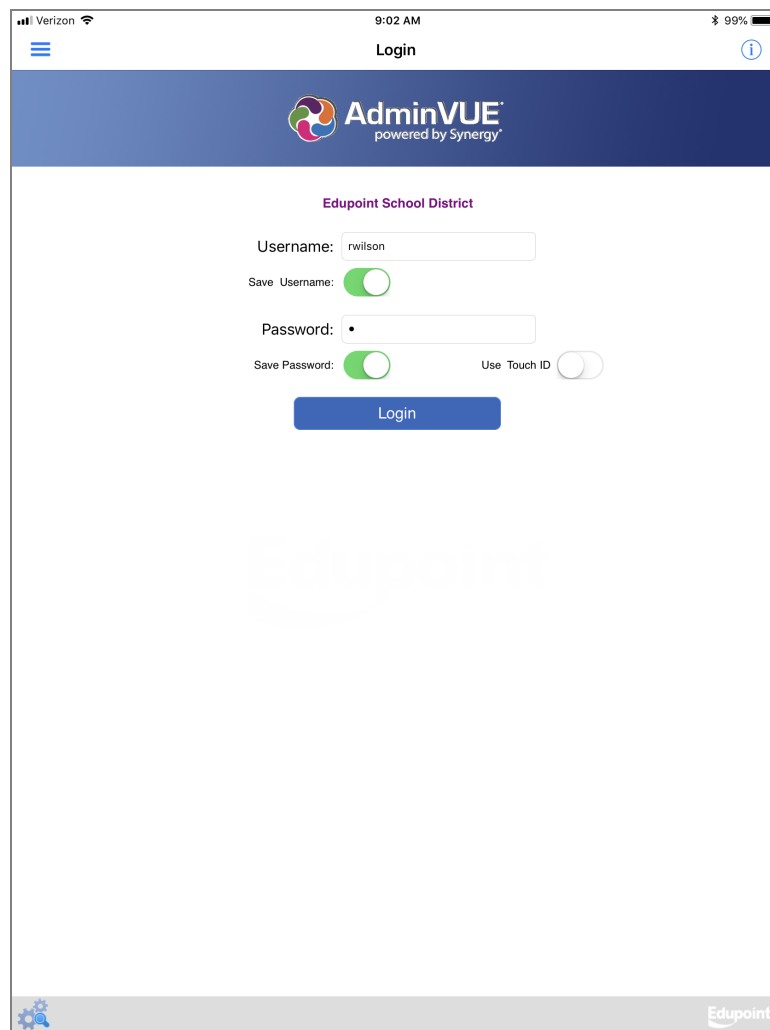 Verizon 9:02 AM 99%
Login
AdminVUE
powered by Synergy
Edupoint School District
Username: rwilson
Save Username:
Password: •
Save Password: Use Touch ID
Login
Edupoint
Edupoint